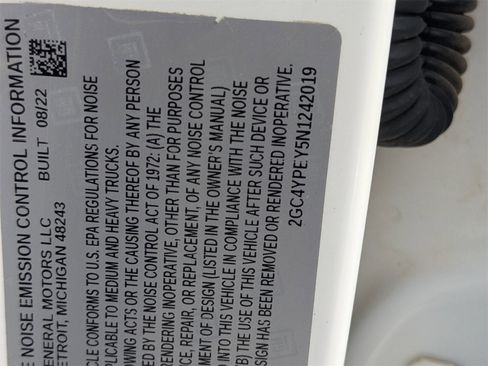 E NOISE EMISSION CONTROL INFORMATION
ENERAL MOTORS LLC BUILT 08/22
ETROIT, MICHIGAN 48243
CLE CONFORMS TO U.S. EPA REGULATIONS FOR NOISE
PLICABLE TO MEDIUM AND HEAVY TRUCKS.
OWING ACTS OR THE CAUSING THEREOF BY ANY PERSON
ED BY THE NOISE CONTROL ACT OF 1972: (A) THE
RENDERING INOPERATIVE, OTHER THAN FOR PURPOSES
CE, REPAIR, OR REPLACEMENT, OF ANY NOISE CONTROL
MENT OF DESIGN (LISTED IN THE OWNER'S MANUAL)
INTO THIS VEHICLE IN COMPLIANCE WITH THE NOISE
B) THE USE OF THIS VEHICLE AFTER SUCH DEVICE OR
SIGN HAS BEEN REMOVED OR RENDERED INOPERATIVE.
2GC4YPEY5N1242019